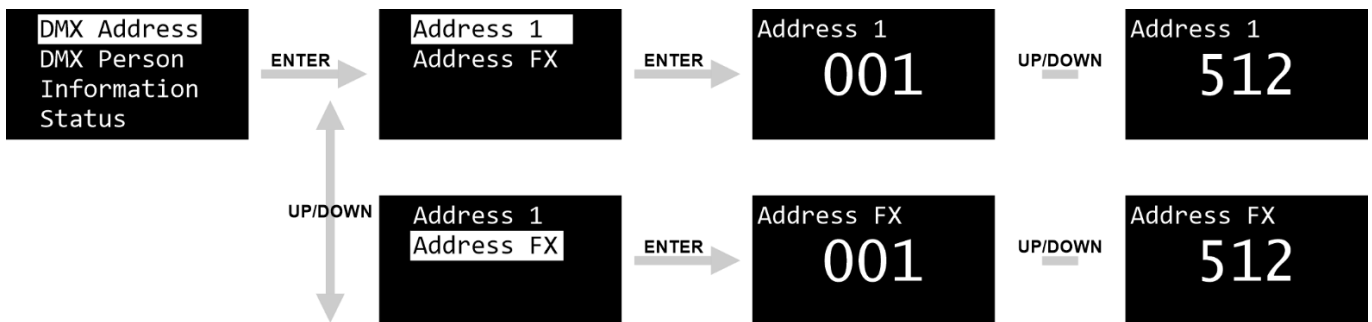 DMX Address
DMX Person
Information
Status
ENTER
Address 1
Address FX
ENTER
Address 1
001
UP/DOWN
Address 1
512
UP/DOWN
Address 1
Address FX
ENTER
Address FX
001
UP/DOWN
Address FX
512